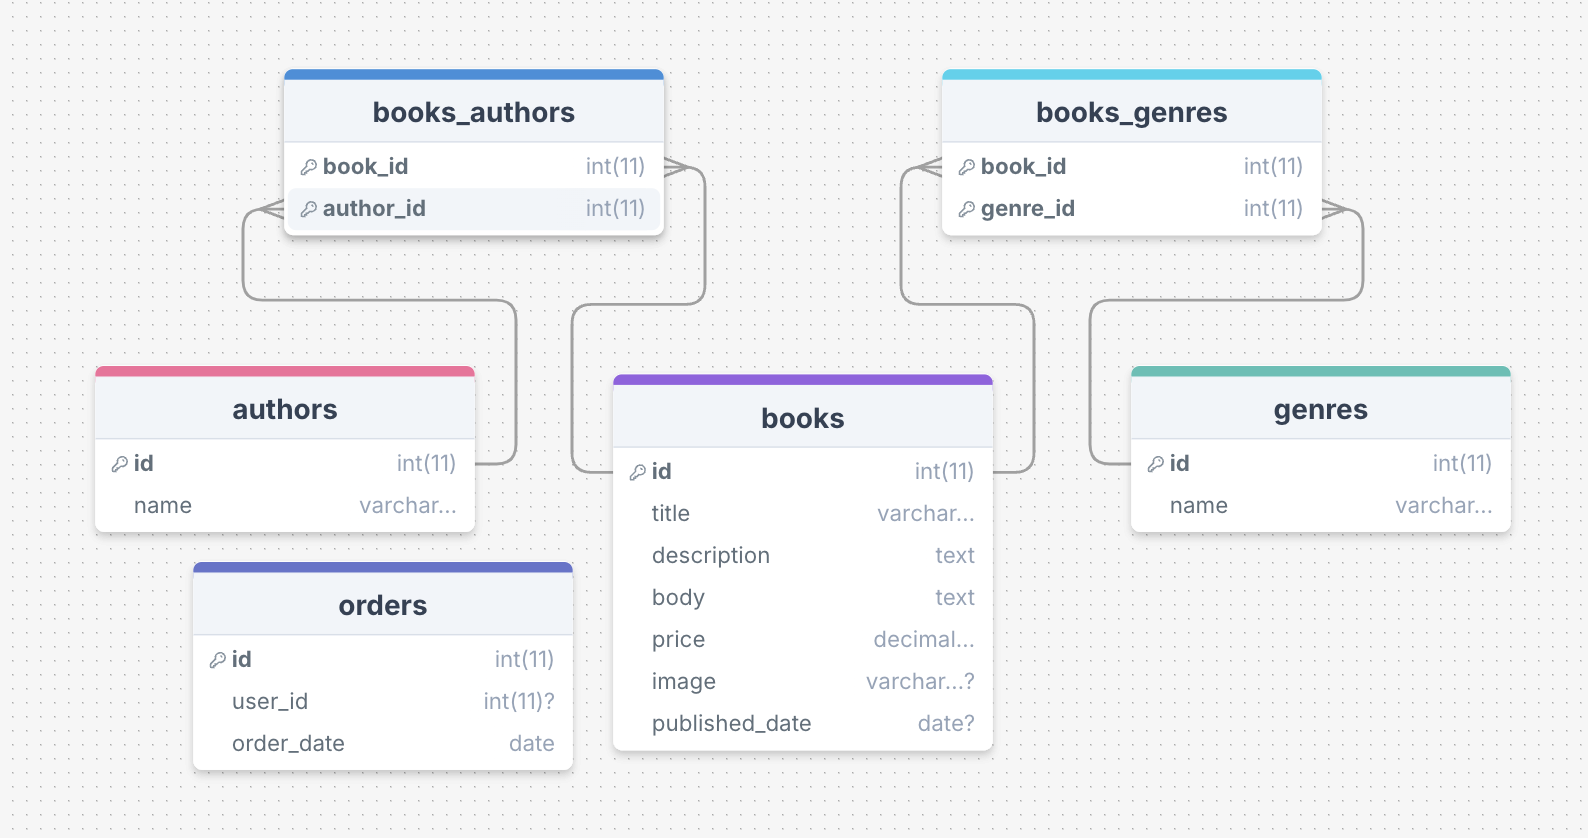 books_authors
book_id int(11)
author_id int(11)
books_genres
book_id int(11)
genre_id int(11)
authors
id int(11)
name varchar...
books
id int(11)
title varchar...
description text
body text
price decimal...
image varchar...?
published_date date?
genres
id int(11)
name varchar...
orders
id int(11)
user_id int(11)?
order_date date